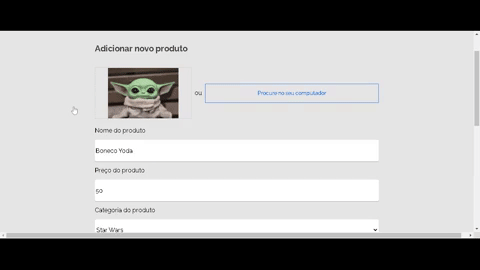 Adicionar novo produto
ou
Procure no seu computador
Nome do produto
Boneco Yoda
Preço do produto
50
Categoria do produto
Star Wars